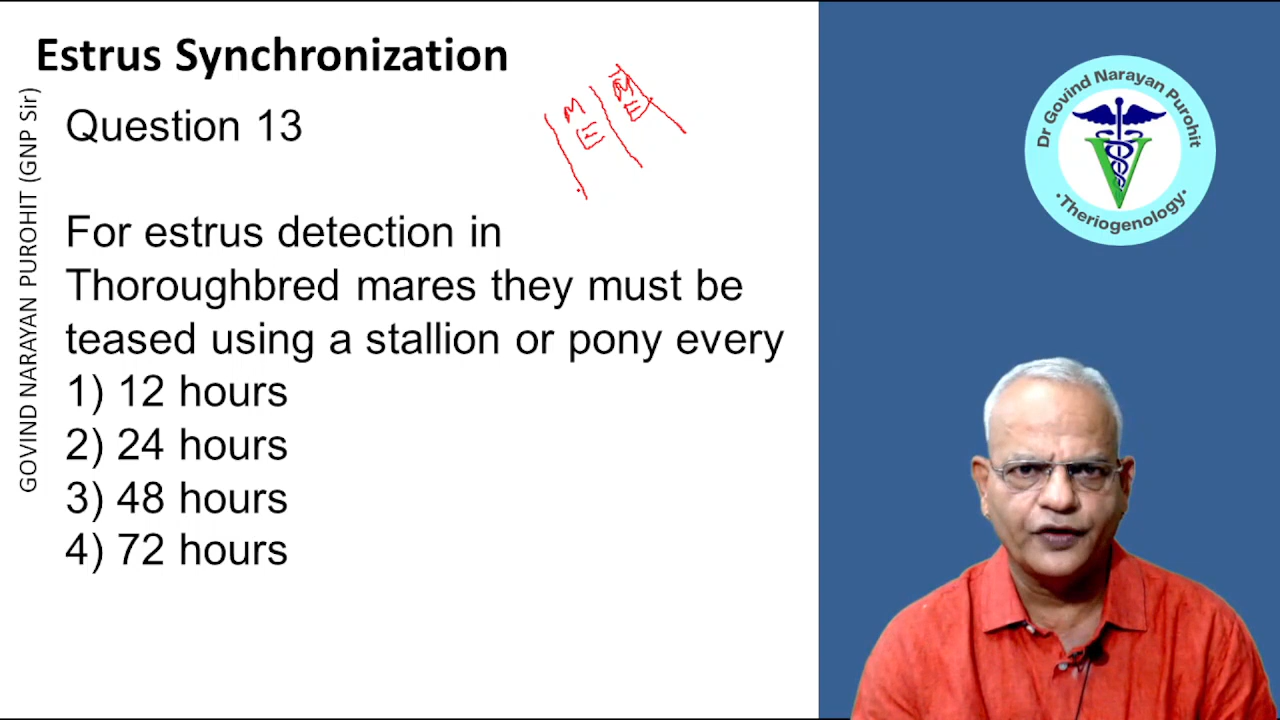 Estrus Synchronization
GOVIND NARAYAN PUROHIT (GNP Sir)
Question 13
M
E
M
E
For estrus detection in
Thoroughbred mares they must be
teased using a stallion or pony every
1) 12 hours
2) 24 hours
3) 48 hours
4) 72 hours
Dr Govind Narayan Purohit
V
•Theriogenology•